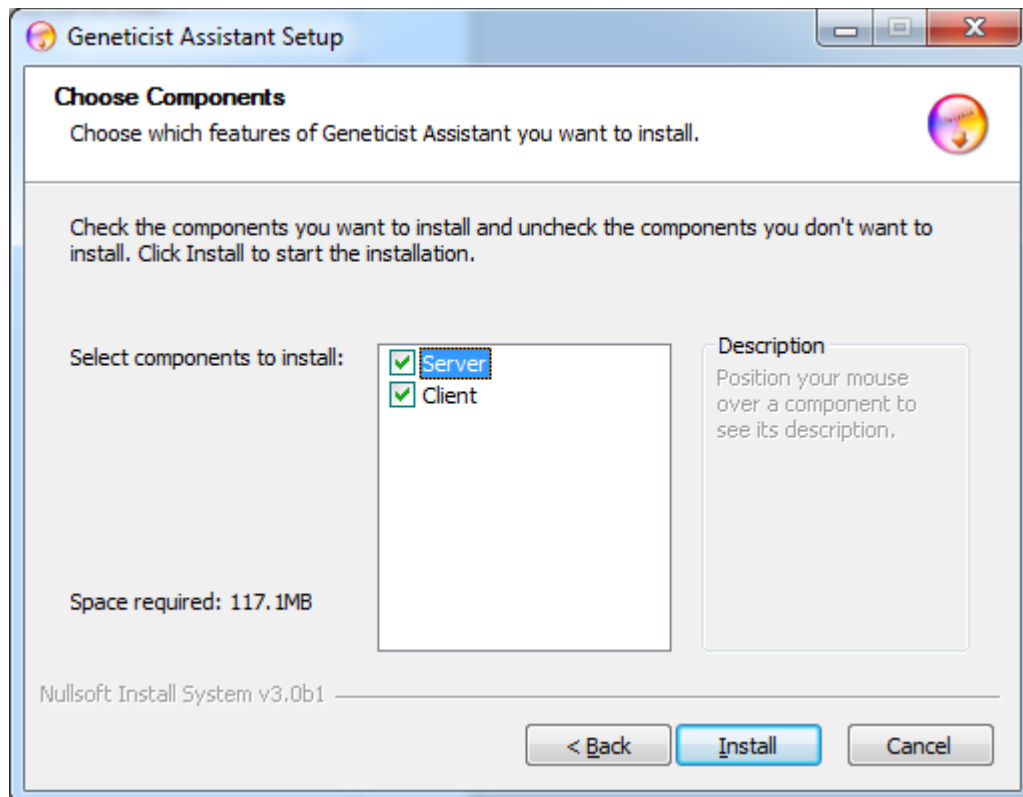 Geneticist Assistant Setup
Choose Components
Choose which features of Geneticist Assistant you want to install.
Check the components you want to install and uncheck the components you don't want to
install. Click Install to start the installation.
Select components to install:
Server
Client
Description
Position your mouse
over a component to
see its description.
Space required: 117.1MB
Nullsoft Install System v3.0b1
< Back
Install
Cancel